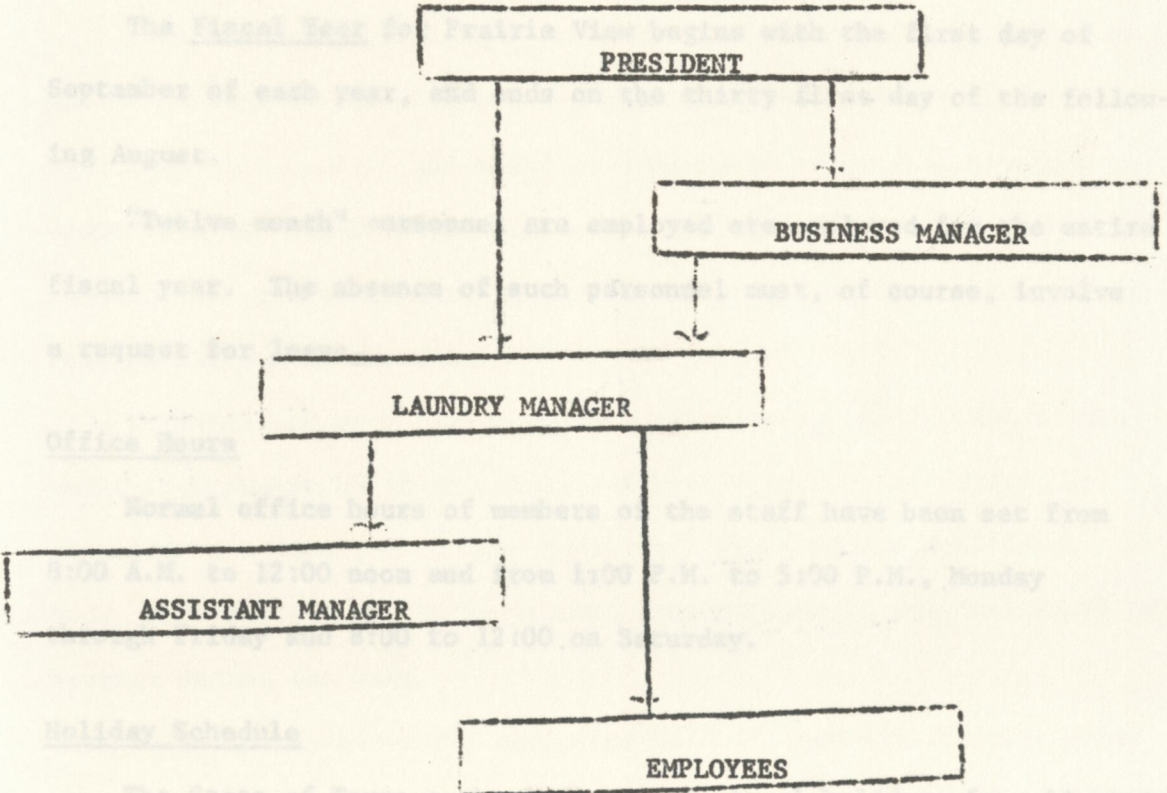 The Fiscal Year for Prairie View begins with the first day of
PRESIDENT
September of each year, and ends on the thirty first day of the follow-
ing August.
"Twelve month" personnel are employed for the entire
BUSINESS MANAGER
fiscal year. The absence of such personnel must, of course, involve
a request for leave.
LAUNDRY MANAGER
Office Hours
Normal office hours of members of the staff have been set from
8:00 A.M. to 12:00 noon and from 1:00 P.M. to 5:00 P.M., Monday
ASSISTANT MANAGER
through Friday and 8:00 to 12:00 on Saturday.
Holiday Schedule
EMPLOYEES
The State of